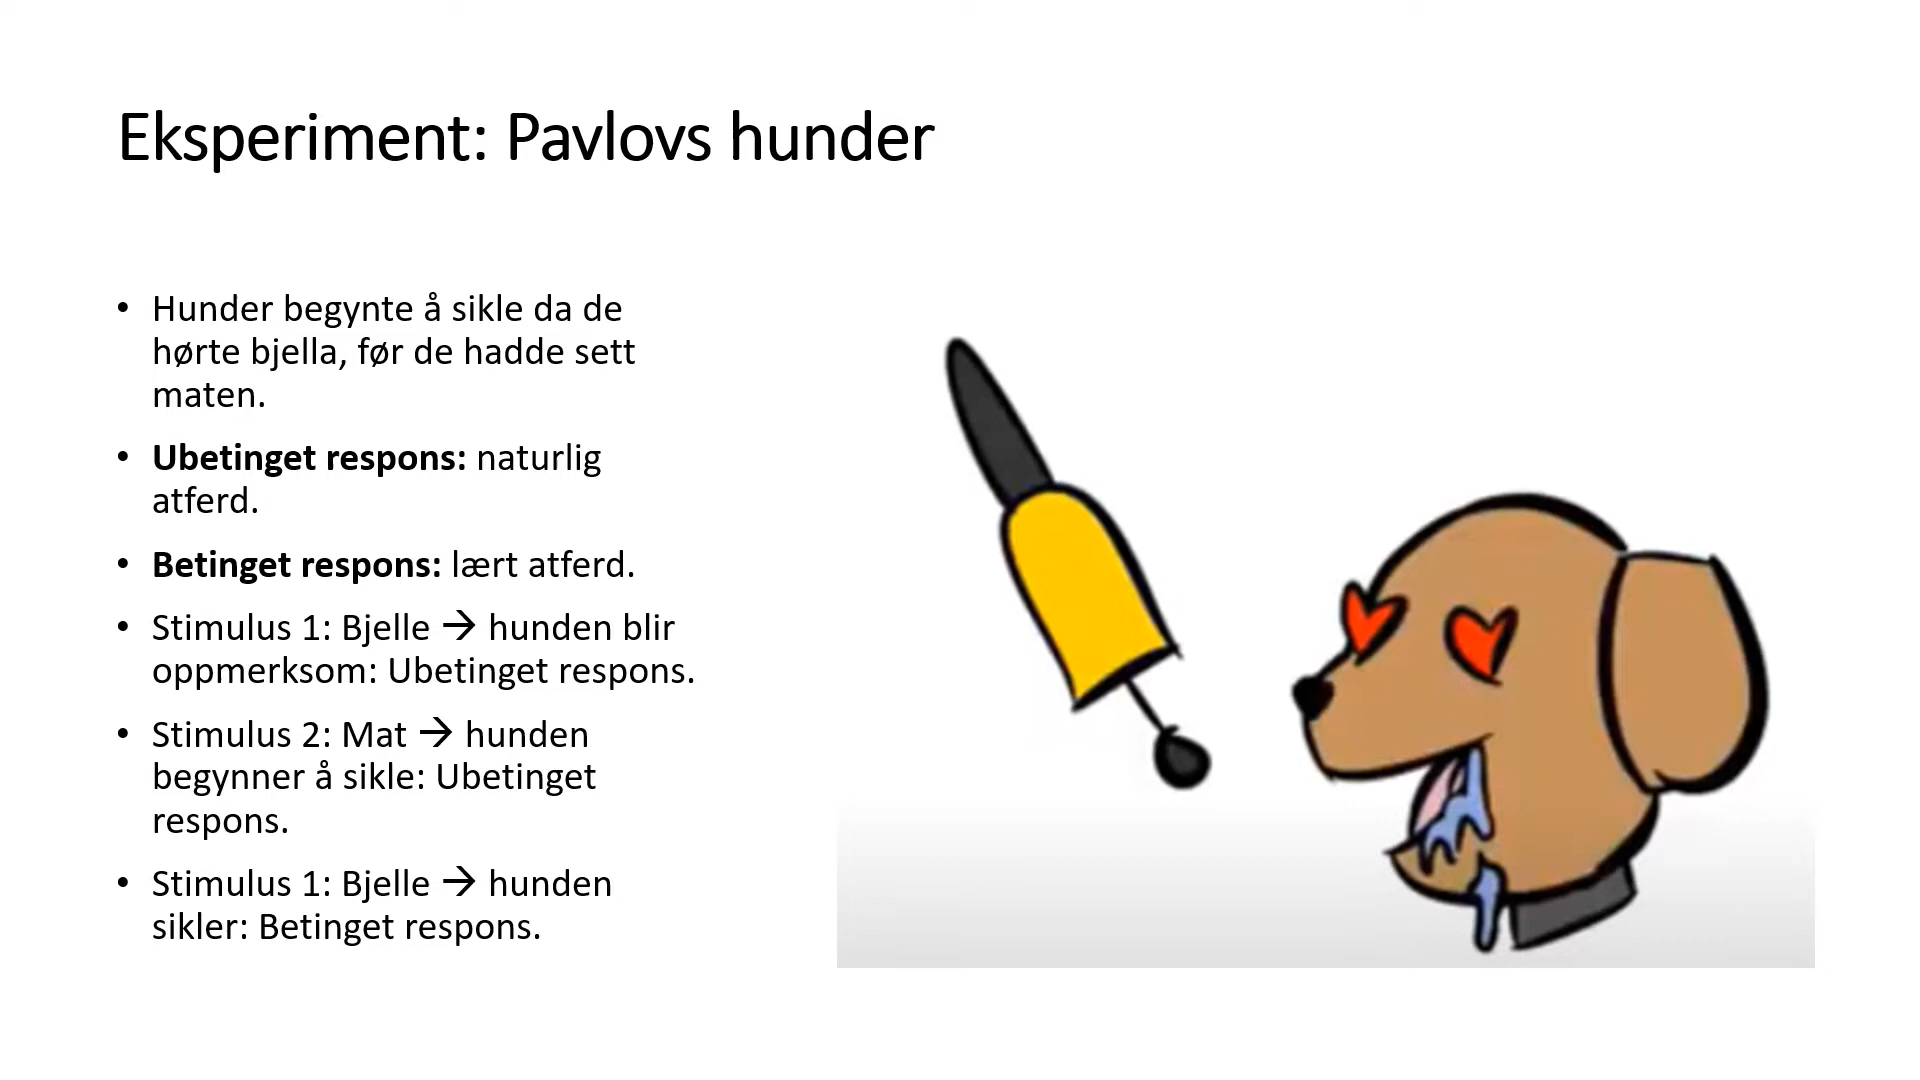 Eksperiment: Pavlovs hunder
• Hunder begynte å sikle da de
hørte bjella, før de hadde sett
maten.
• Ubetinget respons: naturlig
atferd.
• Betinget respons: lært atferd.
• Stimulus 1: Bjelle → hunden blir
oppmerksom: Ubetinget respons.
• Stimulus 2: Mat → hunden
begynner å sikle: Ubetinget
respons.
• Stimulus 1: Bjelle → hunden
sikler: Betinget respons.